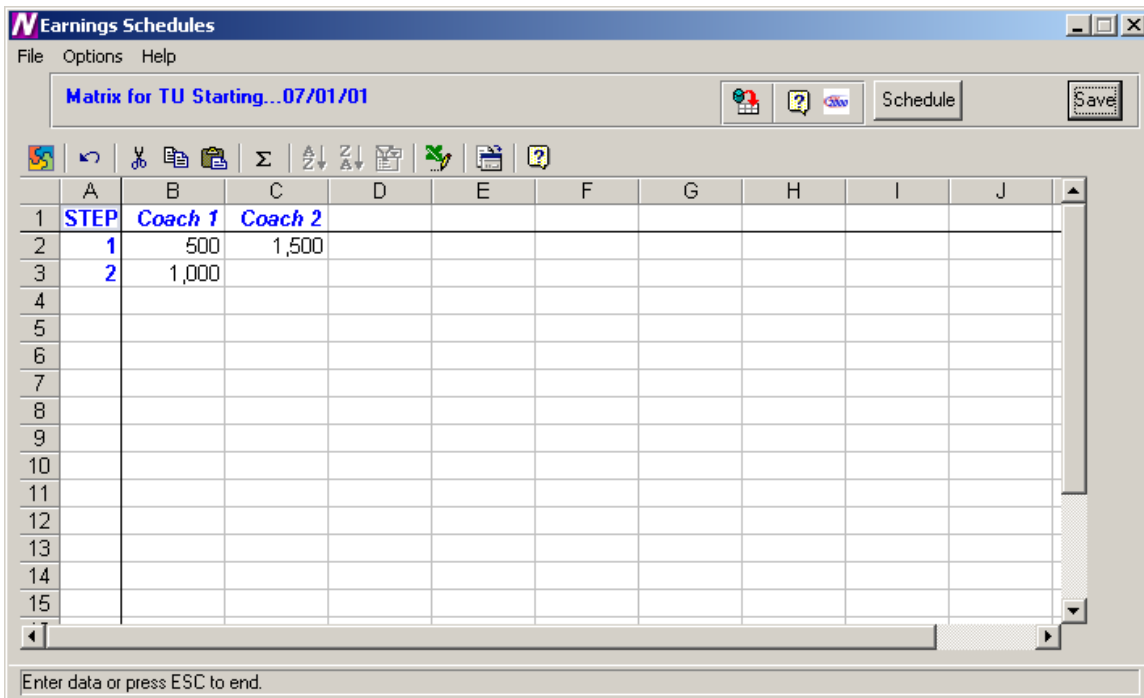 Earnings Schedules
File Options Help
Matrix for TU Starting...07/01/01
Schedule
Save
A B C D E F G H I J
1 STEP Coach 1 Coach 2
2 1 500 1,500
3 2 1,000
4
5
6
7
8
9
10
11
12
13
14
15
Enter data or press ESC to end.